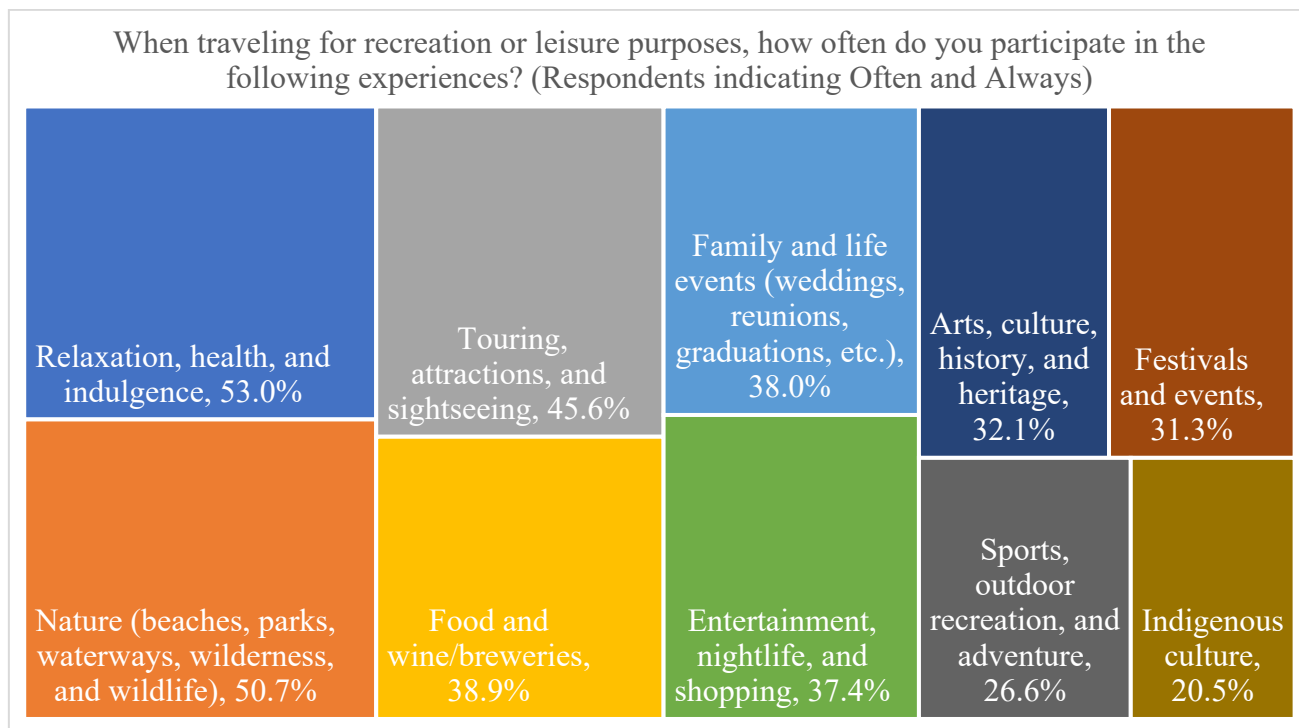 When traveling for recreation or leisure purposes, how often do you participate in the
following experiences? (Respondents indicating Often and Always)
Relaxation, health, and
indulgence, 53.0%
Nature (beaches, parks,
waterways, wilderness,
and wildlife), 50.7%
Touring,
attractions, and
sightseeing, 45.6%
Food and
wine/breweries,
38.9%
Family and life
events (weddings,
reunions,
graduations, etc.),
38.0%
Entertainment,
nightlife, and
shopping, 37.4%
Arts, culture,
history, and
heritage,
32.1%
Festivals
and events,
31.3%
Sports,
outdoor
recreation, and
adventure,
26.6%
Indigenous
culture,
20.5%